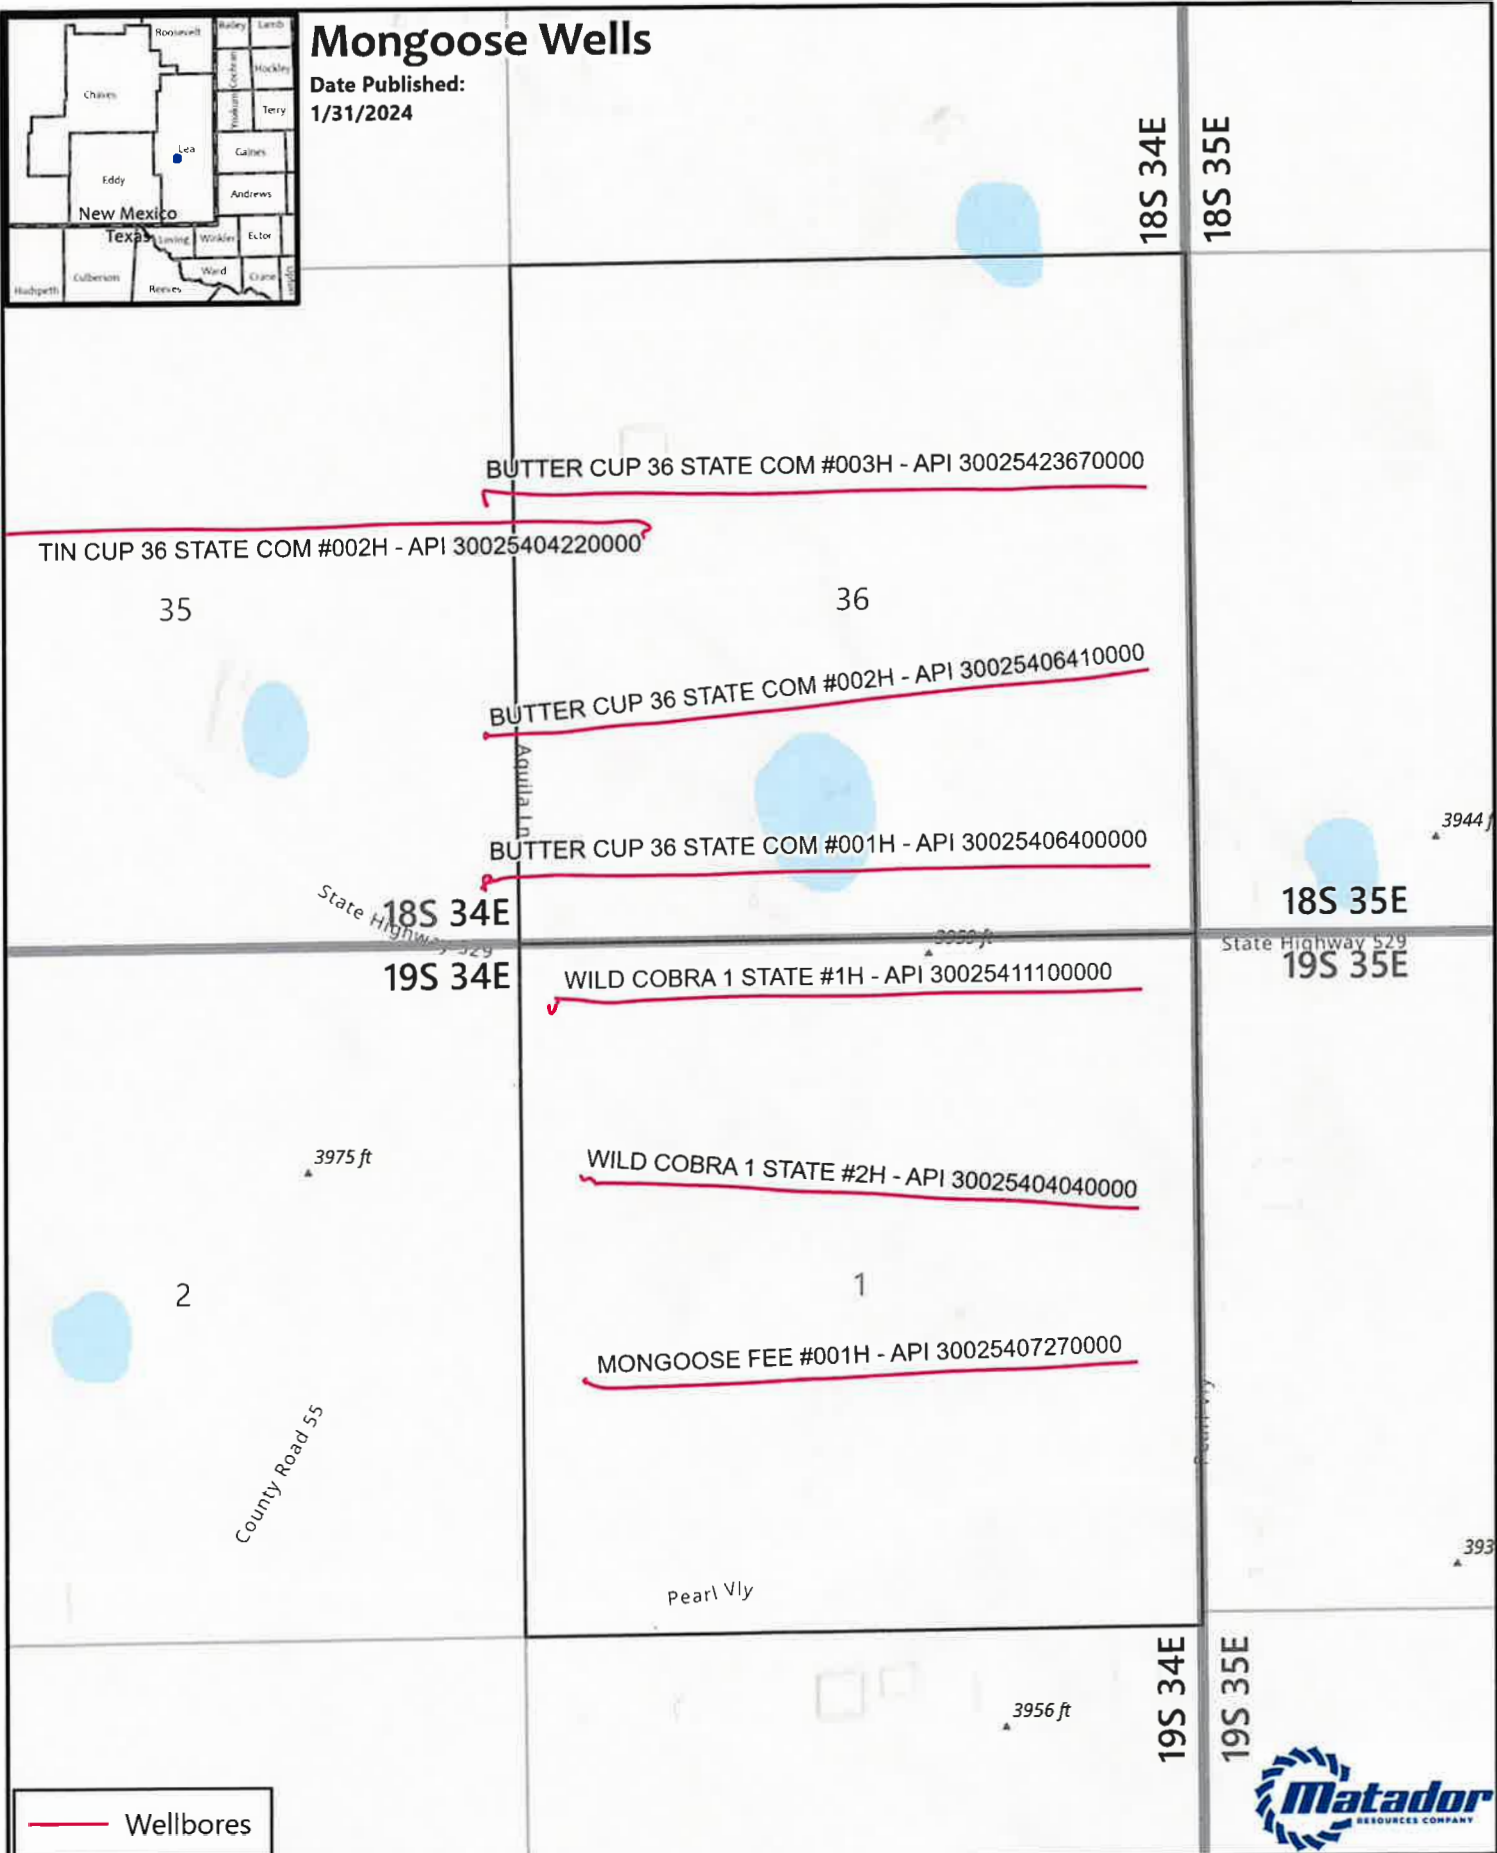 Mongoose Wells
Date Published:
1/31/2024
Roosevelt
Bailey
Lamb
Chaves
Cochran
Hockley
Yoakum
Terry
Lea
Gaines
Eddy
Andrews
New Mexico
Texas
Loving
Winkler
Ector
Hudspeth
Culberson
Reeves
Ward
Crane
Upton
18S 34E
18S 35E
BUTTER CUP 36 STATE COM #003H - API 30025423670000
TIN CUP 36 STATE COM #002H - API 30025404220000
35
36
BUTTER CUP 36 STATE COM #002H - API 30025406410000
Aquila Ln
3944 f
BUTTER CUP 36 STATE COM #001H - API 30025406400000
State Highway 529
18S 34E
18S 35E
State Highway 529
19S 34E
19S 35E
WILD COBRA 1 STATE #1H - API 30025411100000
3975 ft
WILD COBRA 1 STATE #2H - API 30025404040000
2
1
MONGOOSE FEE #001H - API 30025407270000
Pearl Vly
County Road 55
393
Pearl Vly
19S 34E
19S 35E
3956 ft
Wellbores
Matador
RESOURCES COMPANY